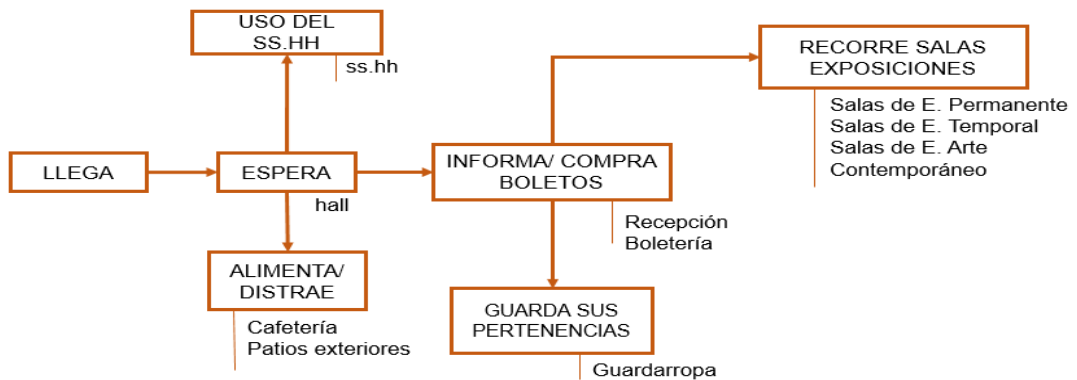 USO DEL
SS.HH
ss.hh
RECORRE SALAS
EXPOSICIONES
Salas de E. Permanente
Salas de E. Temporal
Salas de E. Arte
Contemporáneo
LLEGA
ESPERA
hall
INFORMA/ COMPRA
BOLETOS
Recepción
Boletería
ALIMENTA/
DISTRAE
Cafetería
Patios exteriores
GUARDA SUS
PERTENENCIAS
Guardarropa